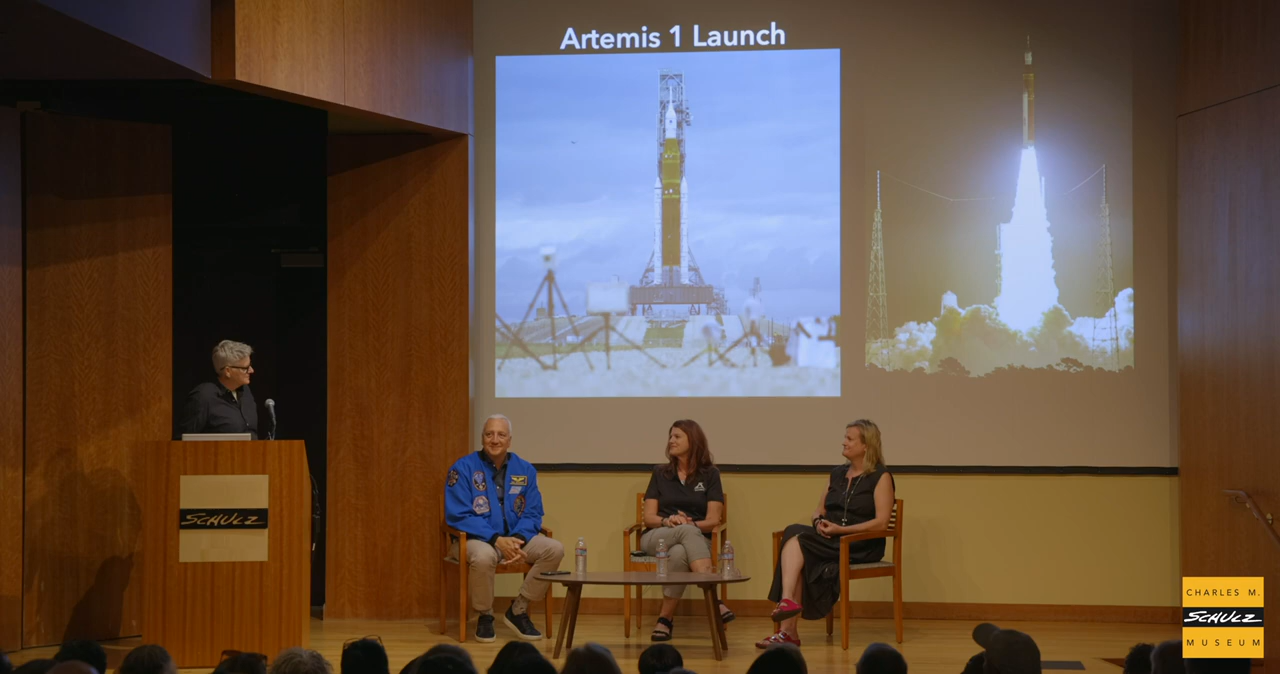 Artemis 1 Launch
SCHULZ
CHARLES M.
SCHULZ
MUSEUM